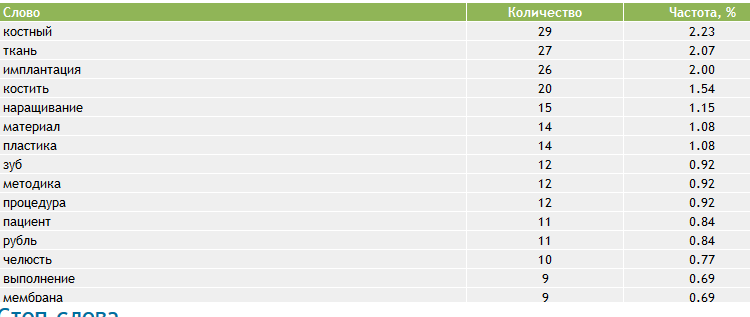 Слово Количество Частота, %
костный 29 2.23
ткань 27 2.07
имплантация 26 2.00
костить 20 1.54
наращивание 15 1.15
материал 14 1.08
пластика 14 1.08
зуб 12 0.92
методика 12 0.92
процедура 12 0.92
пациент 11 0.84
рубль 11 0.84
челюсть 10 0.77
выполнение 9 0.69
мембрана 9 0.69
Стоп-слова